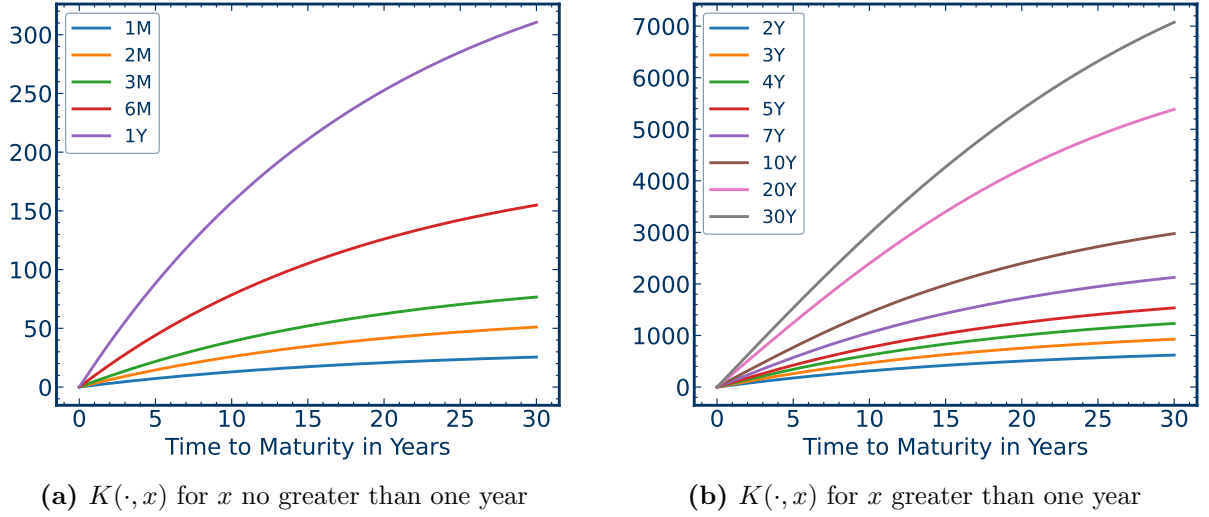 300
250
200
150
100
50
0
1M
2M
3M
6M
1Y
0 5 10 15 20 25 30
Time to Maturity in Years
(a) K(·, x) for x no greater than one year
7000
6000
5000
4000
3000
2000
1000
0
2Y
3Y
4Y
5Y
7Y
10Y
20Y
30Y
0 5 10 15 20 25 30
Time to Maturity in Years
(b) K(·, x) for x greater than one year